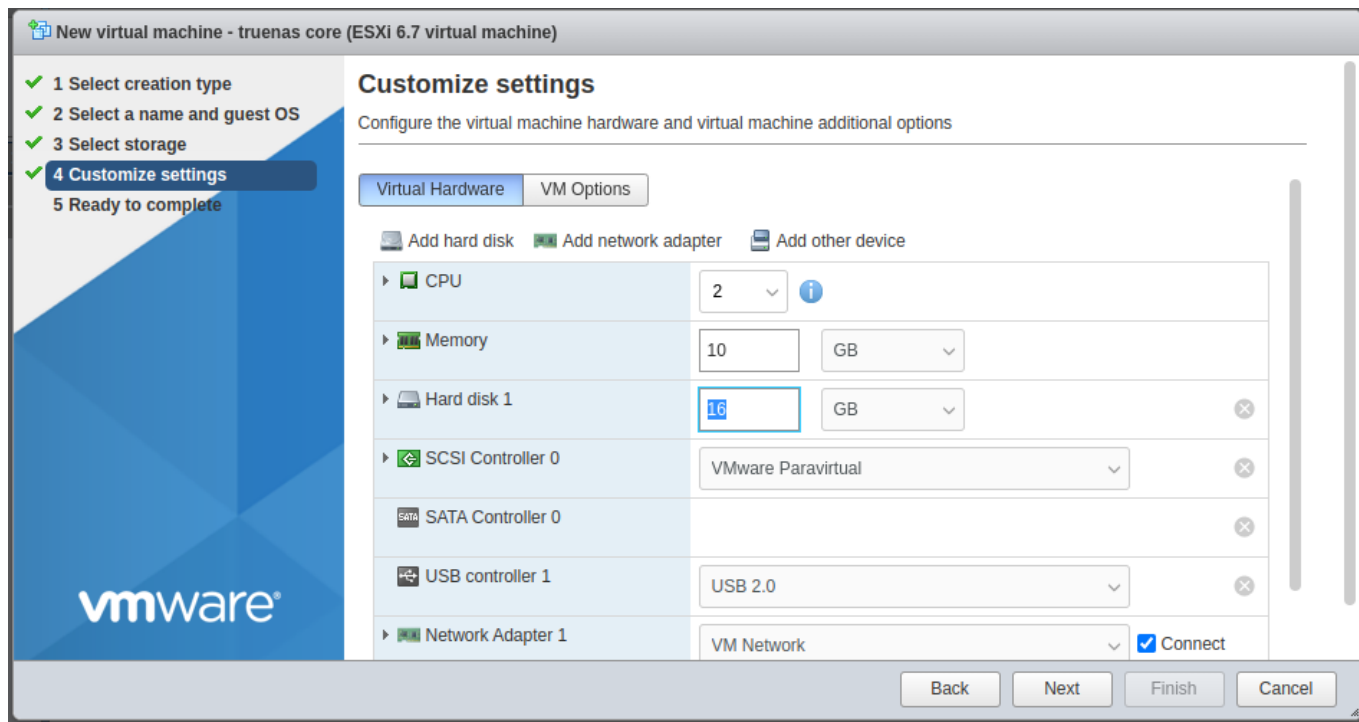 New virtual machine - truenas core (ESXi 6.7 virtual machine)
1 Select creation type
2 Select a name and guest OS
3 Select storage
4 Customize settings
5 Ready to complete
vmware®
Customize settings
Configure the virtual machine hardware and virtual machine additional options
Virtual Hardware VM Options
Add hard disk Add network adapter Add other device
CPU 2 i
Memory 10 GB
Hard disk 1 16 GB
SCSI Controller 0 VMware Paravirtual
SATA SATA Controller 0
USB controller 1 USB 2.0
Network Adapter 1 VM Network Connect
Back Next Finish Cancel